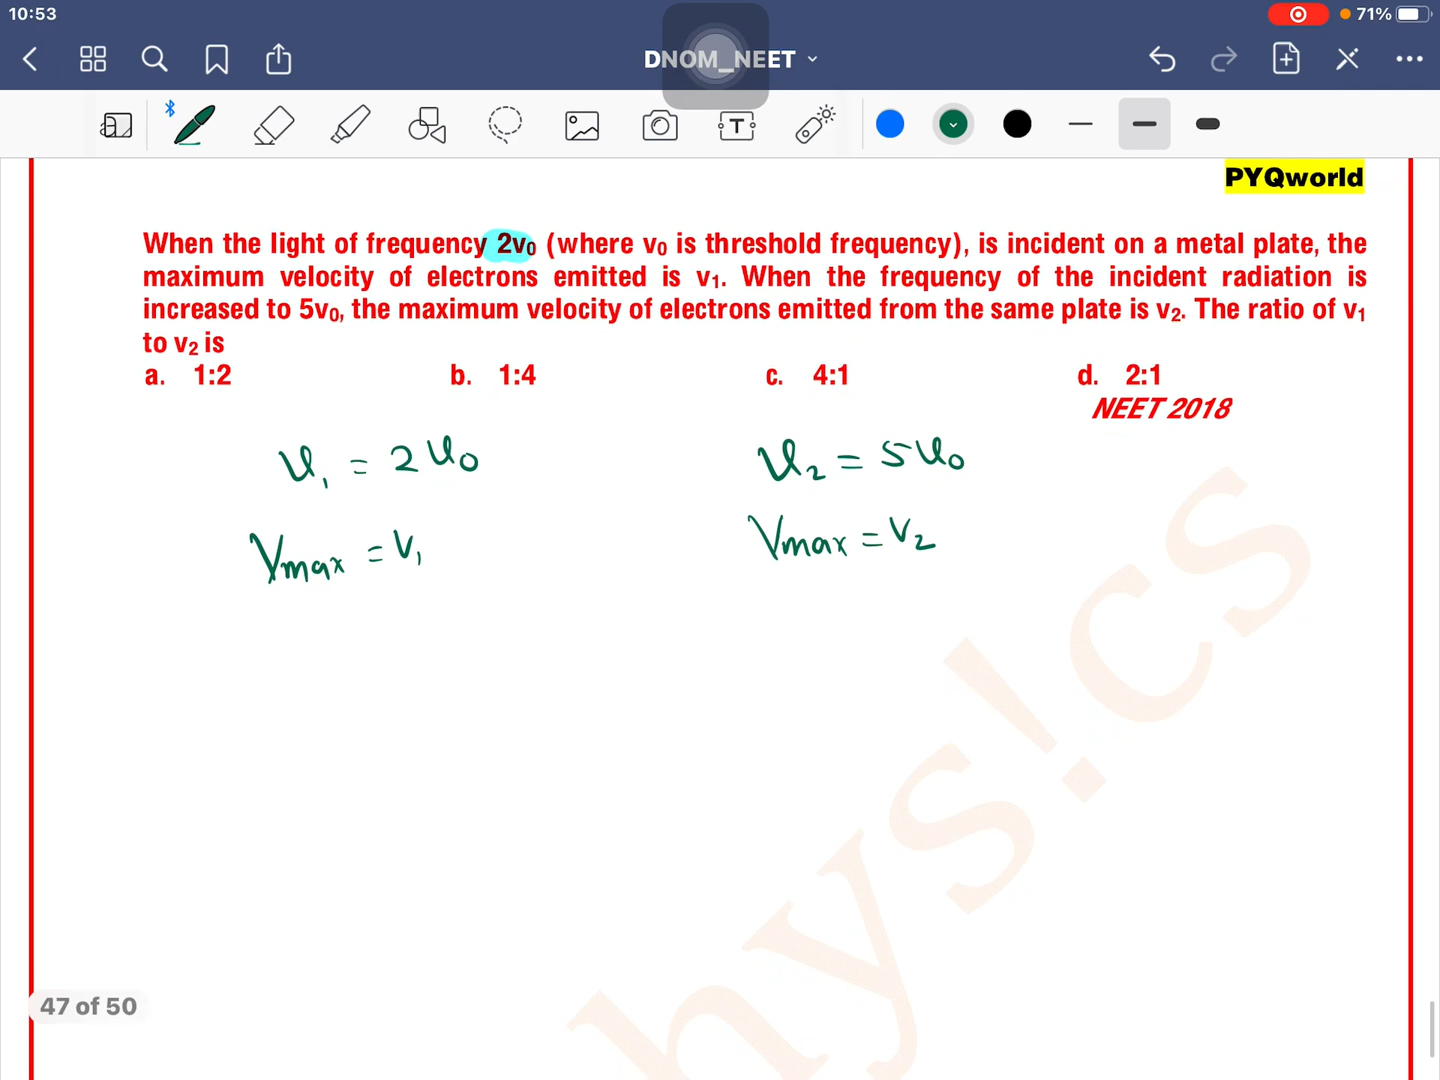 10:53
71%
DNOM_NEET
PYQworld
When the light of frequency 2v₀ (where v₀ is threshold frequency), is incident on a metal plate, the
maximum velocity of electrons emitted is v₁. When the frequency of the incident radiation is
increased to 5v₀, the maximum velocity of electrons emitted from the same plate is v₂. The ratio of v₁
to v₂ is
a. 1:2 b. 1:4 c. 4:1 d. 2:1
NEET 2018
ν₁ = 2ν₀ ν₂ = 5ν₀
Vmax = V₁ Vmax = V₂
hys!cs
47 of 50